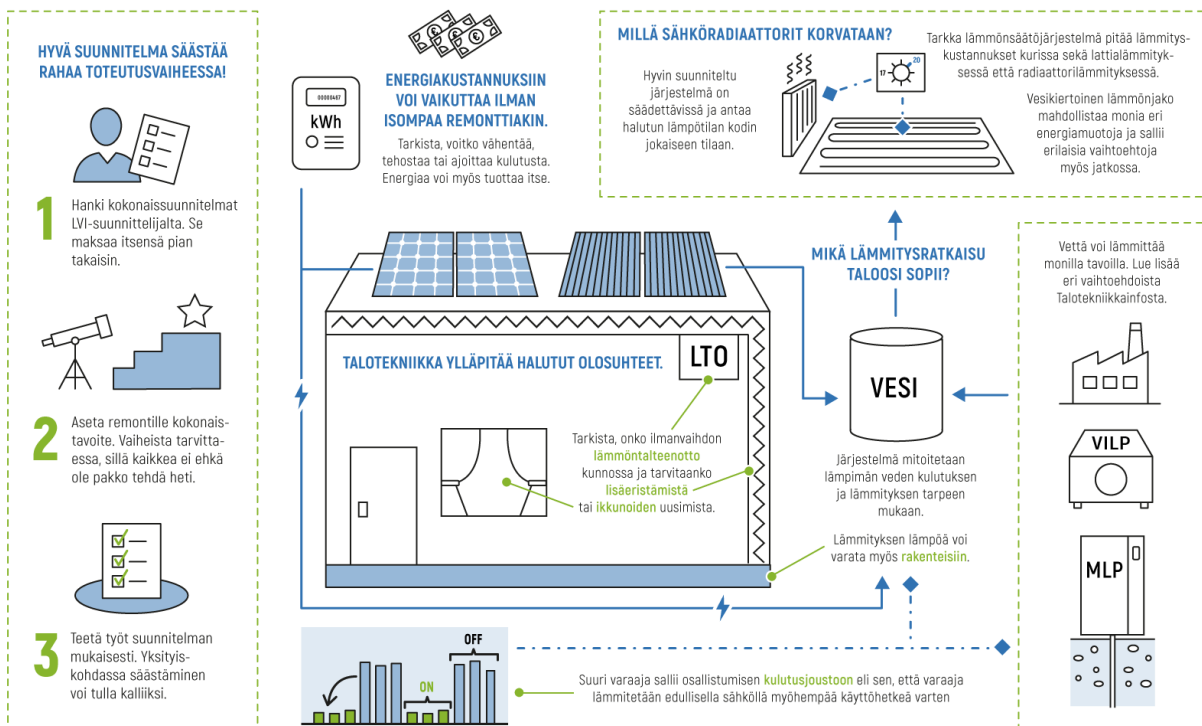 HYVÄ SUUNNITELMA SÄÄSTÄÄ
RAHAA TOTEUTUSVAIHEESSA!
1
Hanki kokonaissuunnitelmat
LVI-suunnittelijalta. Se
maksaa itsensä pian
takaisin.
2
Aseta remontille kokonais-
tavoite. Vaiheista tarvitta-
essa, sillä kaikkea ei ehkä
ole pakko tehdä heti.
3
Teetä työt suunnitelman
mukaisesti. Yksityis-
kohdassa säästäminen
voi tulla kalliiksi.
€
€
€
00000467
kWh
ENERGIAKUSTANNUKSIIN
VOI VAIKUTTAA ILMAN
ISOMPAA REMONTTIAKIN.
Tarkista, voitko vähentää,
tehostaa tai ajoittaa kulutusta.
Energiaa voi myös tuottaa itse.
MILLÄ SÄHKÖRADIAATTORIT KORVATAAN?
Hyvin suunniteltu
järjestelmä on
säädettävissä ja antaa
halutun lämpötilan kodin
jokaiseen tilaan.
17
20
Tarkka lämmönsäätöjärjestelmä pitää lämmitys-
kustannukset kurissa sekä lattialämmityk-
sessä että radiaattorilämmityksessä.
Vesikiertoinen lämmönjako
mahdollistaa monia eri
energiamuotoja ja sallii
erilaisia vaihtoehtoja
myös jatkossa.
TALOTEKNIIKKA YLLÄPITÄÄ HALUTUT OLOSUHTEET.
LTO
Tarkista, onko ilmanvaihdon
lämmöntalteenotto
kunnossa ja tarvitaanko
lisäeristämistä
tai ikkunoiden uusimista.
MIKÄ LÄMMITYSRATKAISU
TALOOSI SOPII?
VESI
Järjestelmä mitoitetaan
lämpimän veden kulutuksen
ja lämmityksen tarpeen
mukaan.
Lämmityksen lämpöä voi
varata myös rakenteisiin.
Vettä voi lämmittää
monilla tavoilla. Lue lisää
eri vaihtoehdoista
Talotekniikkainfosta.
VILP
MLP
ON
OFF
Suuri varaaja sallii osallistumisen kulutusjoustoon eli sen, että varaaja
lämmitetään edullisella sähköllä myöhempää käyttöhetkeä varten